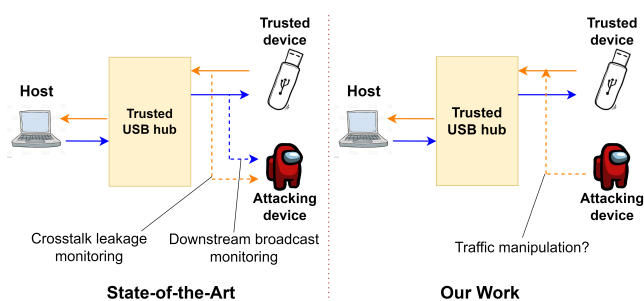 Trusted
device
Host
Trusted
USB hub
Attacking
device
Crosstalk leakage
monitoring
Downstream broadcast
monitoring
State-of-the-Art
Trusted
device
Host
Trusted
USB hub
Attacking
device
Traffic manipulation?
Our Work